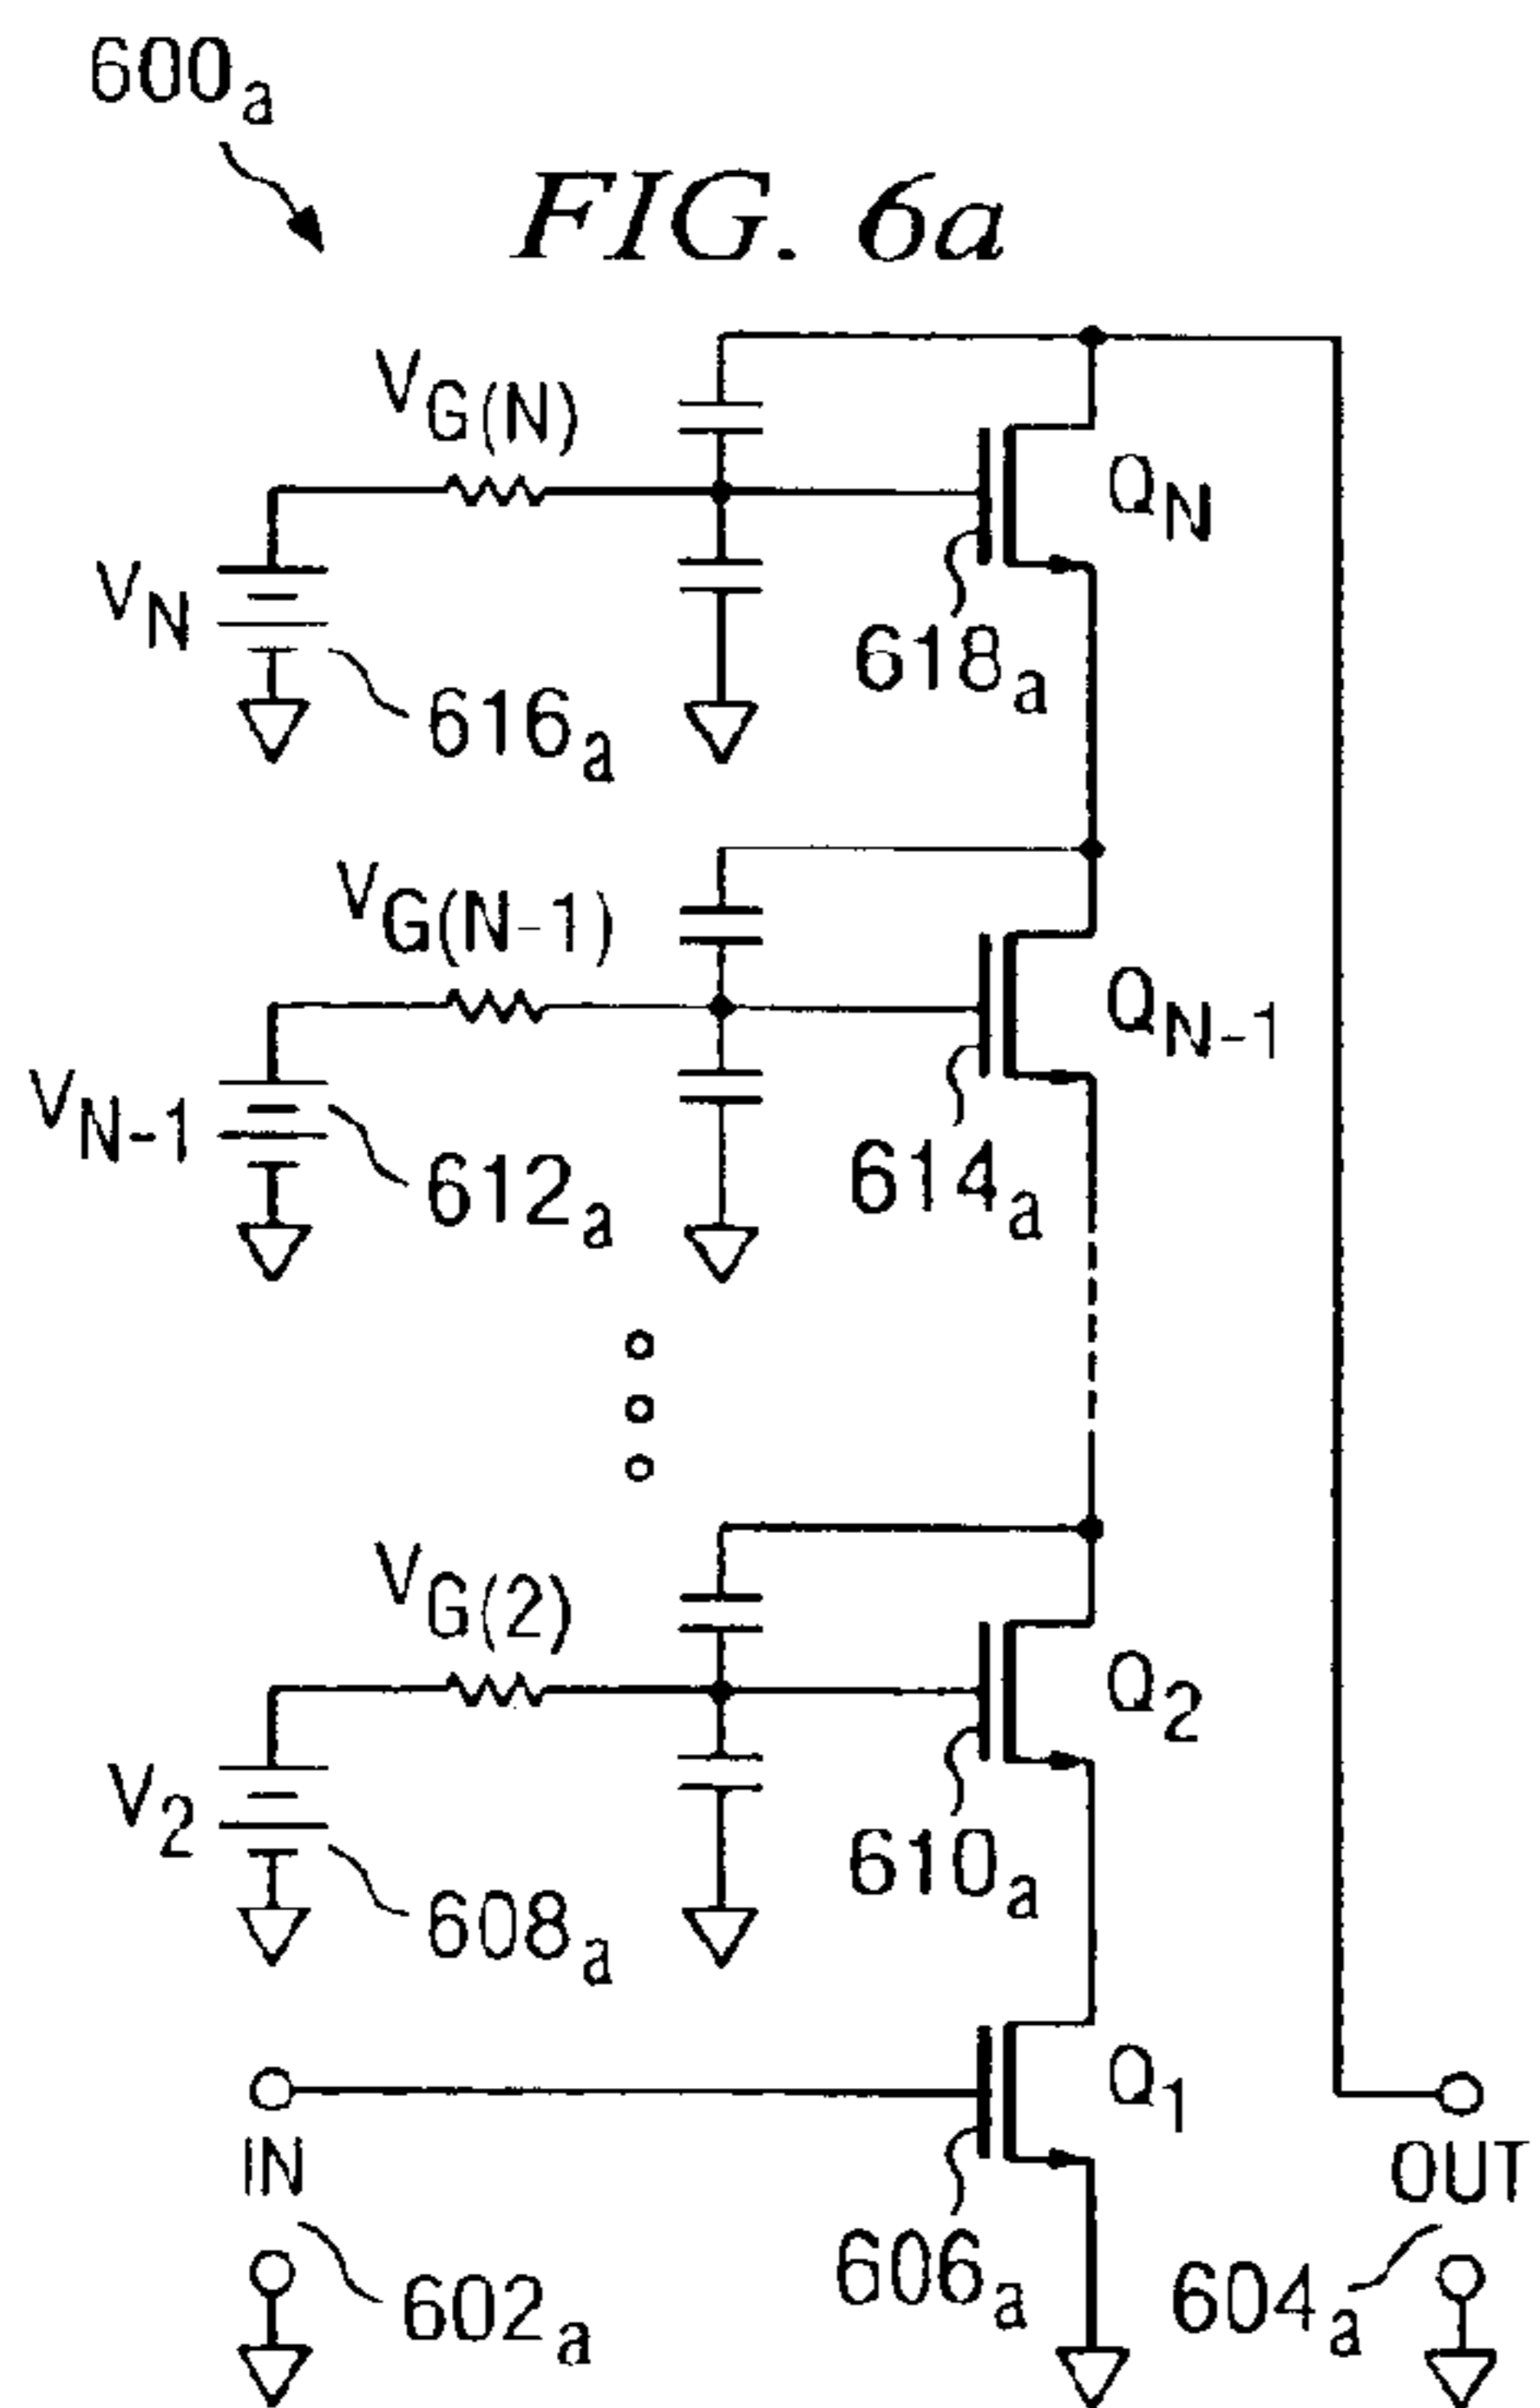 600a
FIG. 6a
VG(N)
QN
VN
618a
616a
VG(N-1)
QN-1
VN-1
614a
612a
VG(2)
Q2
V2
610a
608a
Q1
IN
OUT
606a
604a
602a